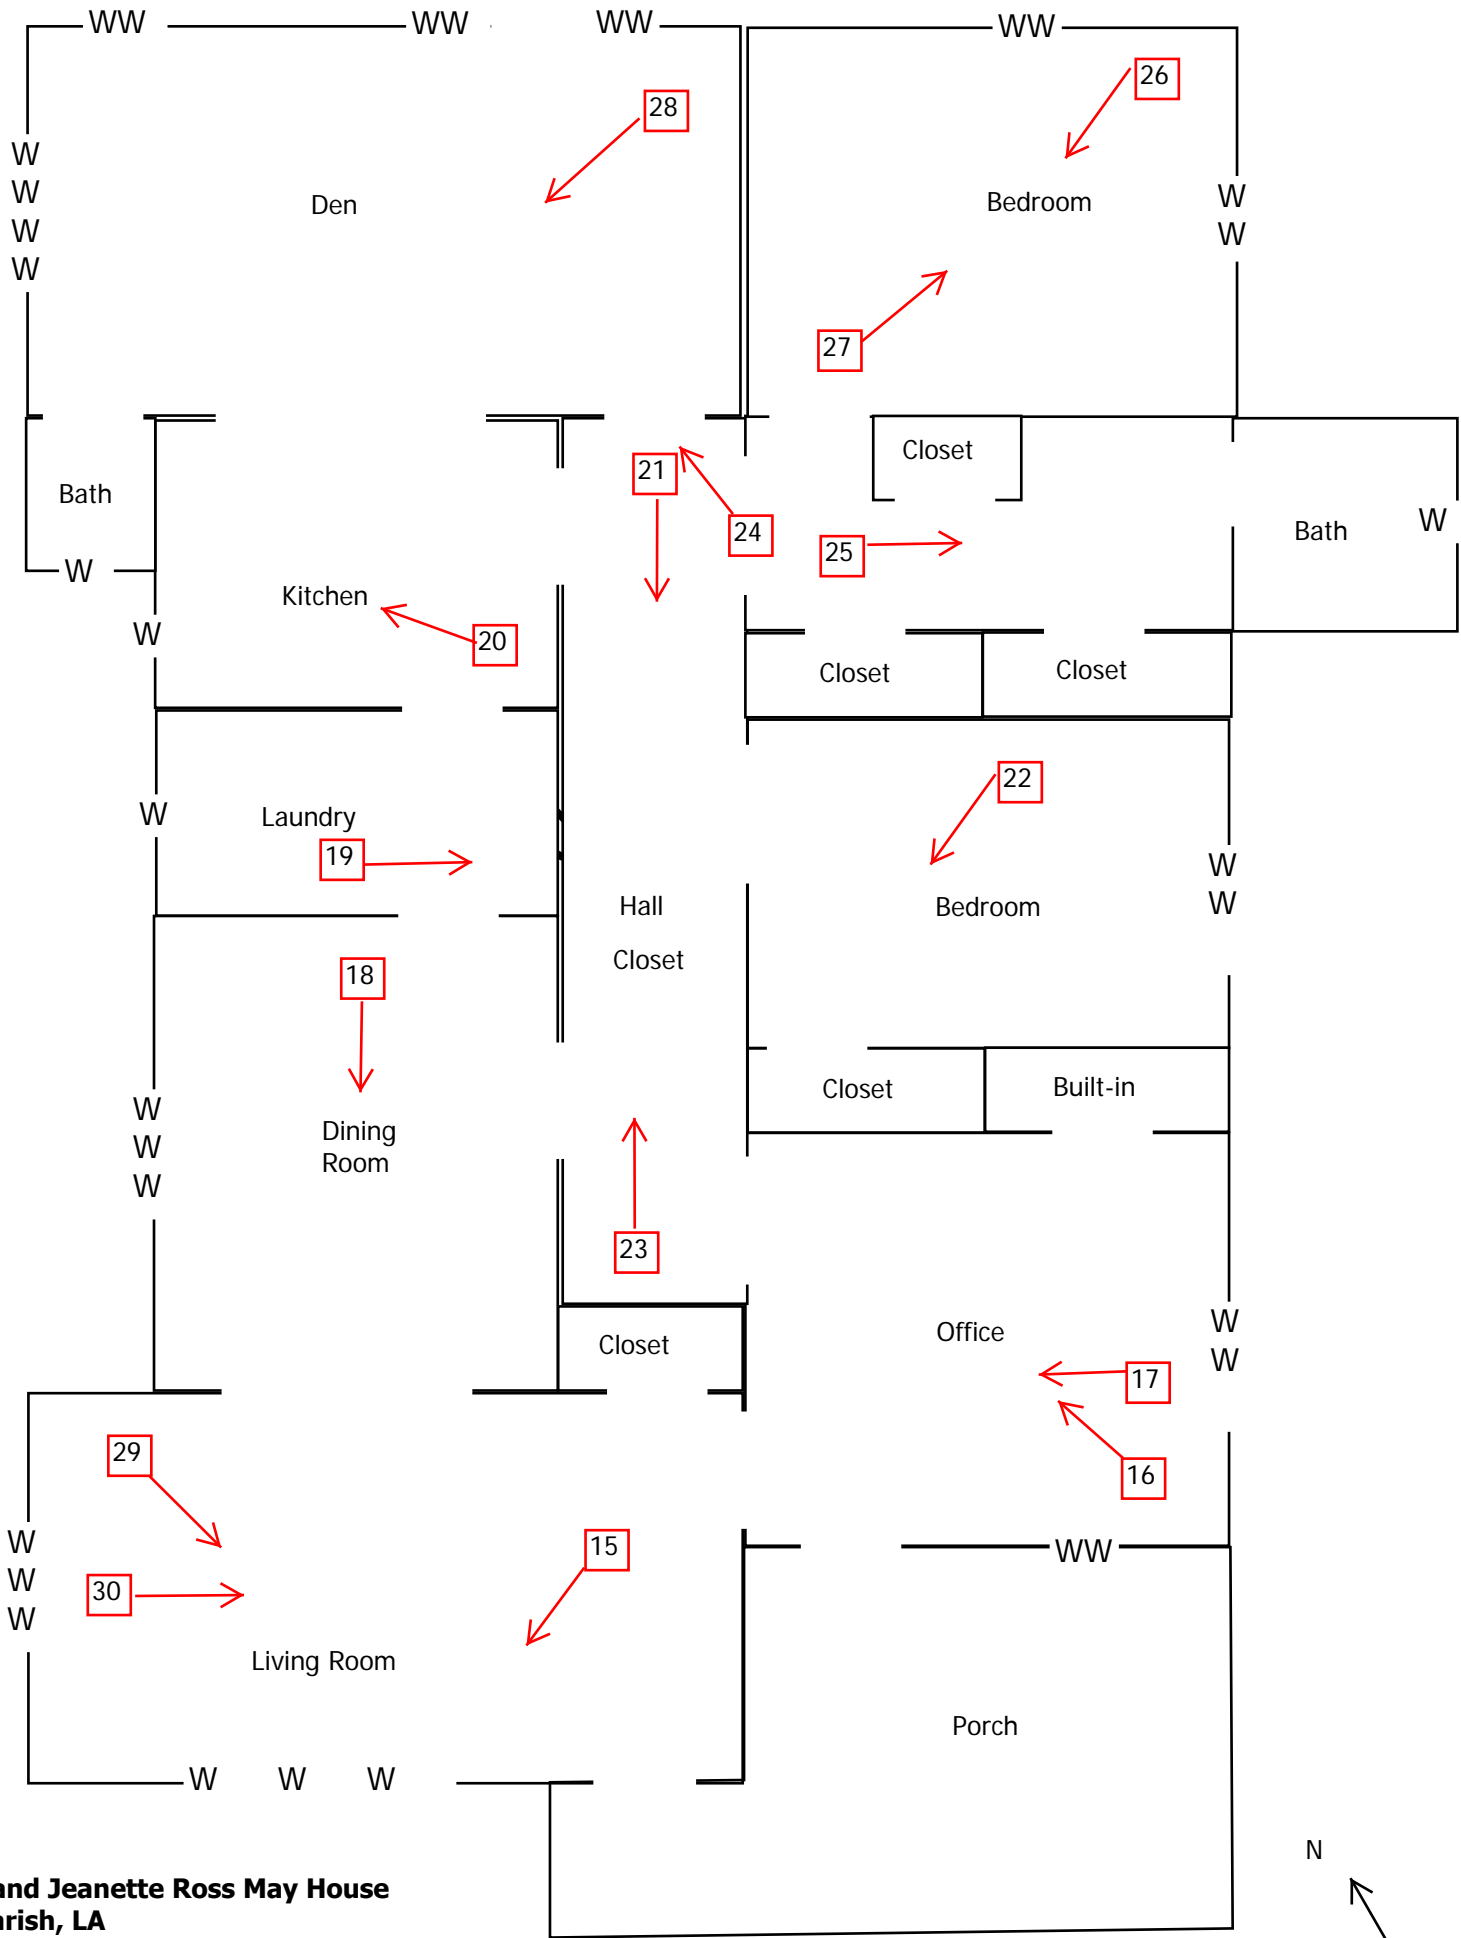 WW WW WW WW
26
28
W
W
W
W
Den
Bedroom
W
W
27
Closet
21
Bath
24
25
Bath
W
W
Kitchen
W
20
Closet
Closet
22
W
Laundry
19
W
W
Hall
Bedroom
Closet
18
Closet
Built-in
W
W
W
Dining
Room
23
Office
W
W
Closet
17
29
16
W
W
W
15
WW
30
Living Room
Porch
W W W
N
and Jeanette Ross May House
arish, LA